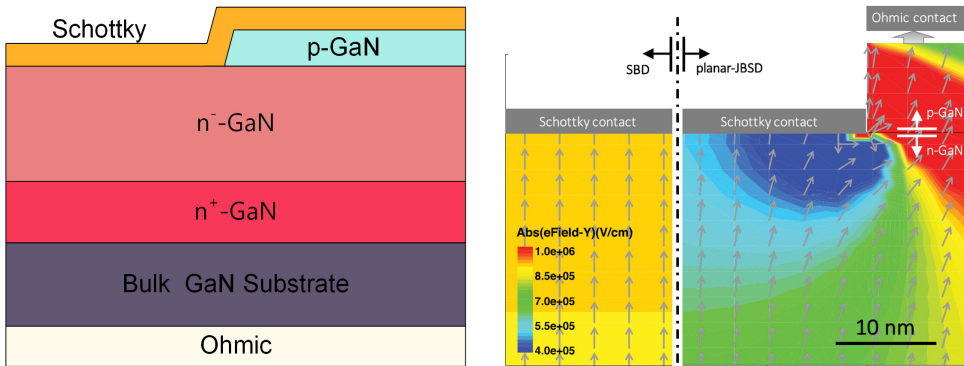 Schottky
p-GaN
n⁻-GaN
n⁺-GaN
Bulk GaN Substrate
Ohmic
Ohmic contact
SBD
planar-JBSD
Schottky contact
Schottky contact
p-GaN
n-GaN
Abs(eField-Y)(V/cm)
1.0e+06
8.5e+05
7.0e+05
5.5e+05
4.0e+05
10 nm